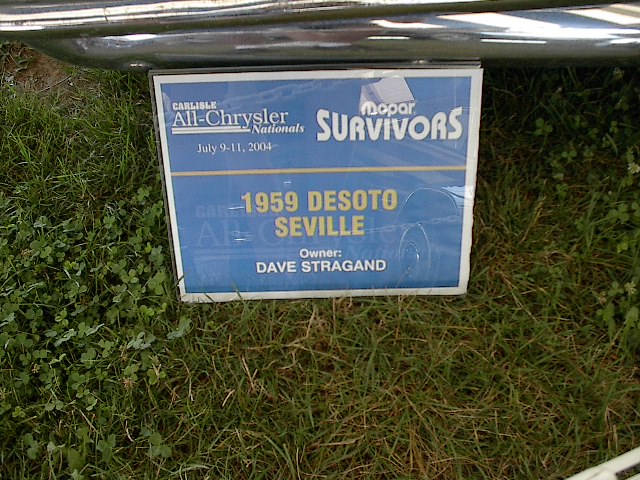 CARLISLE
All-Chrysler
Nationals
July 9-11, 2004
Mopar
SURVIVORS
1959 DESOTO
SEVILLE
Owner:
DAVE STRAGAND